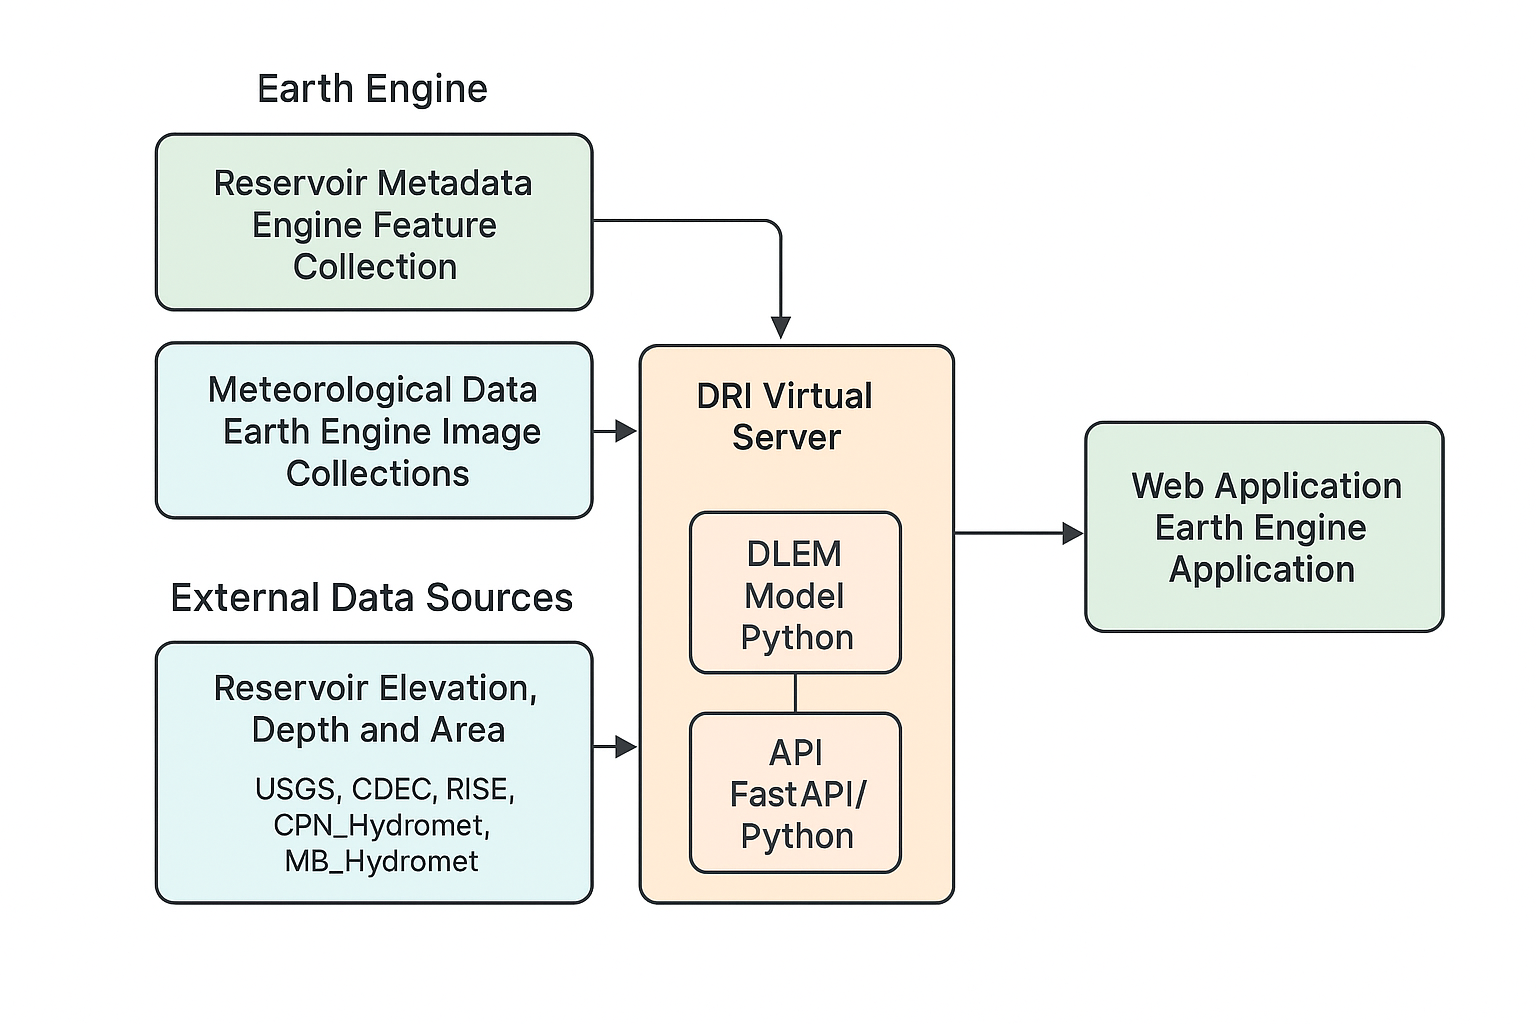 Earth Engine
Reservoir Metadata
Engine Feature
Collection
Meteorological Data
Earth Engine Image
Collections
External Data Sources
Reservoir Elevation,
Depth and Area
USGS, CDEC, RISE,
CPN_Hydromet,
MB_Hydromet
DRI Virtual
Server
DLEM
Model
Python
API
FastAPI/
Python
Web Application
Earth Engine
Application